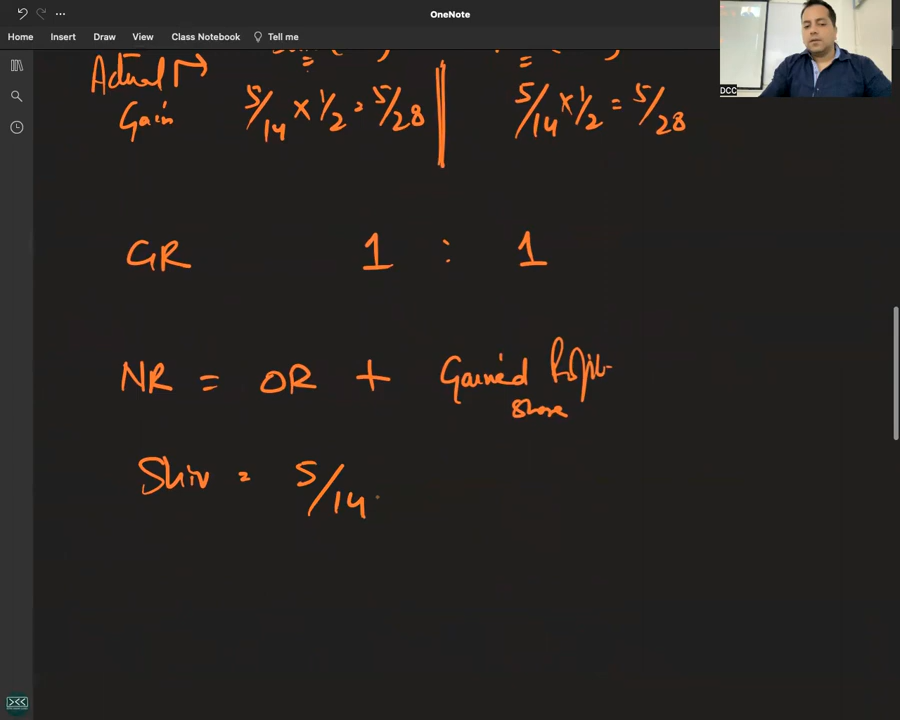 OneNote
Home Insert Draw View Class Notebook Tell me
DCC
Actual
Gain
5/14 × 1/2 = 5/28 5/14 × 1/2 = 5/28
GR 1 : 1
NR = OR + Gained Profit
Share
Shiv = 5/14